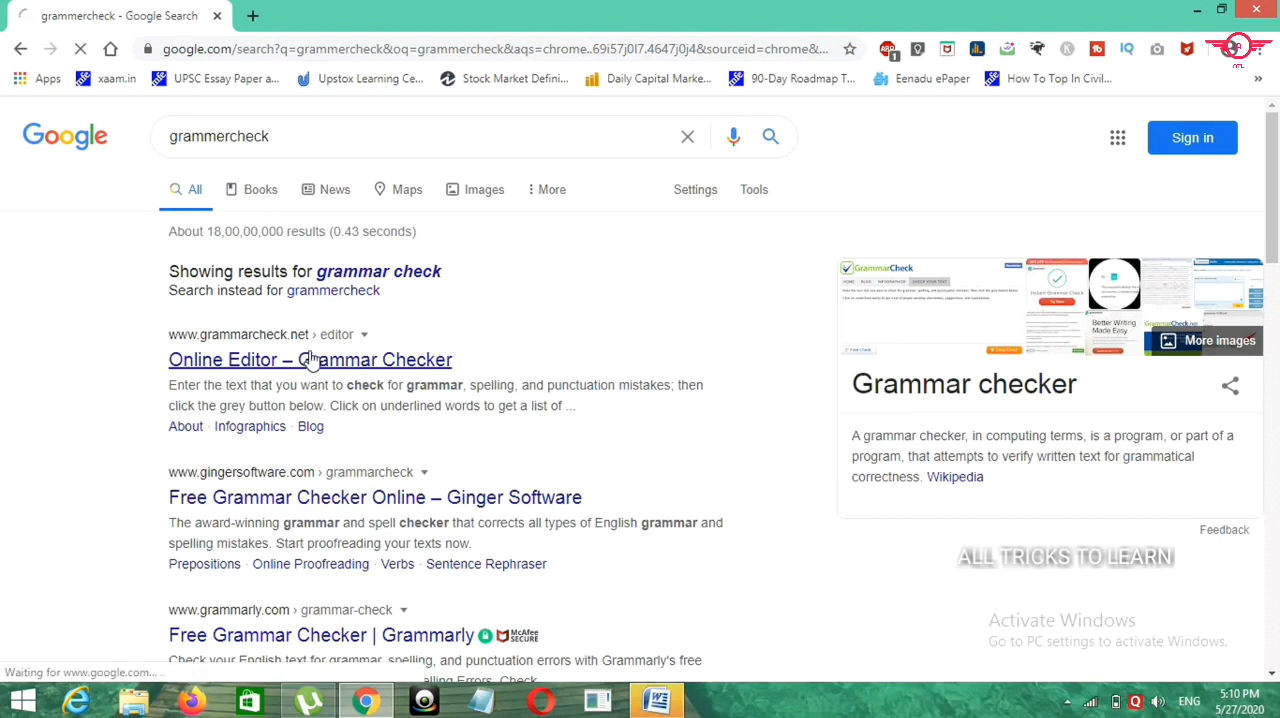 grammercheck - Google Search
google.com/search?q=grammercheck&oq=grammercheck&aqs=chrome...69i57j0l7.4647j0j4&sourceid=chrome&...
Apps xaam.in UPSC Essay Paper a... Upstox Learning Ce... Stock Market Defini... Daily Capital Marke... 90-Day Roadmap T... Eenadu ePaper How To Top In Civil... »
Google grammercheck Sign in
All Books News Maps Images More Settings Tools
About 18,00,00,000 results (0.43 seconds)
Showing results for grammar check
Search instead for grammercheck
www.grammarcheck.net › editor
Online Editor – Grammar Checker
Enter the text that you want to check for grammar, spelling, and punctuation mistakes; then
click the grey button below. Click on underlined words to get a list of ...
About · Infographics · Blog
www.gingersoftware.com › grammarcheck
Free Grammar Checker Online – Ginger Software
The award-winning grammar and spell checker that corrects all types of English grammar and
spelling mistakes. Start proofreading your texts now.
Prepositions · Online Proofreading · Verbs · Sentence Rephraser
www.grammarly.com › grammar-check
Free Grammar Checker | Grammarly McAfee SECURE
Check your English text for grammar, spelling, and punctuation errors with Grammarly's free
GrammarCheck
Better Writing
Made Easy
More images
Grammar checker
A grammar checker, in computing terms, is a program, or part of a
program, that attempts to verify written text for grammatical
correctness. Wikipedia
Feedback
ALL TRICKS TO LEARN
Activate Windows
Go to PC settings to activate Windows.
Waiting for www.google.com...
ENG
5:10 PM
5/27/2020